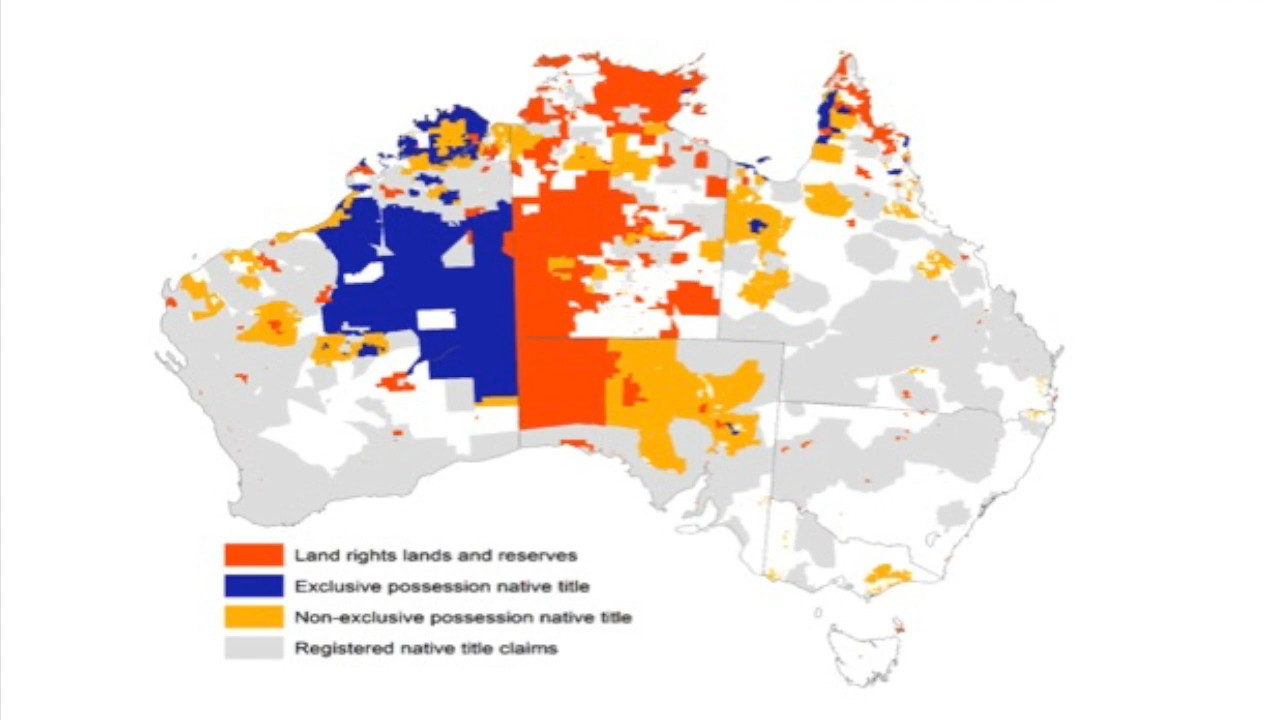 Land rights lands and reserves
Exclusive possession native title
Non-exclusive possession native title
Registered native title claims